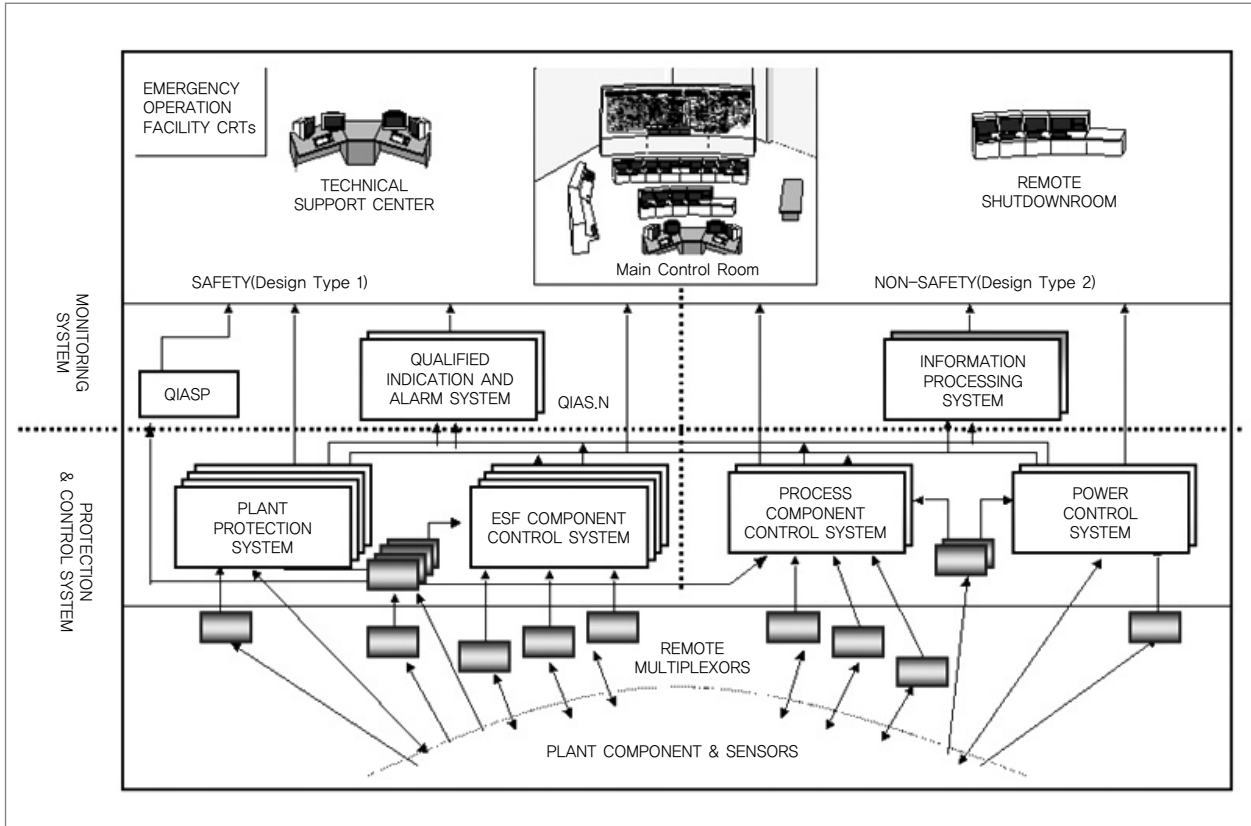 EMERGENCY
OPERATION
FACILITY CRTs
TECHNICAL
SUPPORT CENTER
Main Control Room
REMOTE
SHUTDOWNROOM
SAFETY(Design Type 1)
NON-SAFETY(Design Type 2)
MONITORING
SYSTEM
QIASP
QUALIFIED
INDICATION AND
ALARM SYSTEM
QIAS.N
INFORMATION
PROCESSING
SYSTEM
PROTECTION
& CONTROL SYSTEM
PLANT
PROTECTION
SYSTEM
ESF COMPONENT
CONTROL SYSTEM
PROCESS
COMPONENT
CONTROL SYSTEM
POWER
CONTROL
SYSTEM
REMOTE
MULTIPLEXORS
PLANT COMPONENT & SENSORS